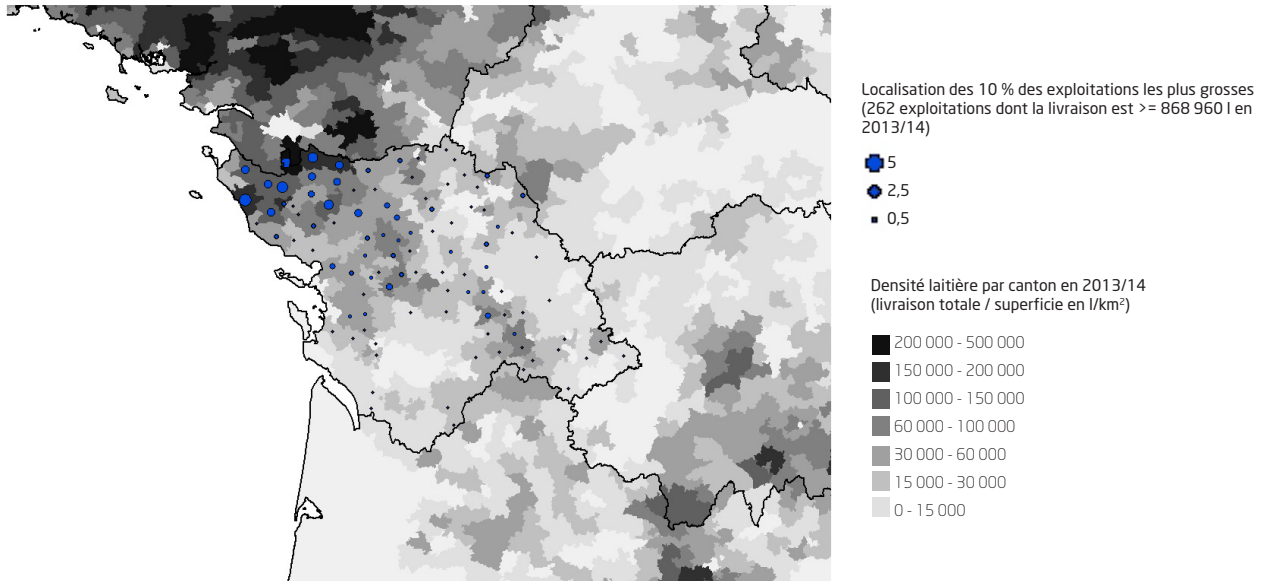 Localisation des 10 % des exploitations les plus grosses
(262 exploitations dont la livraison est >= 868 960 l en
2013/14)
5
2,5
0,5
Densité laitière par canton en 2013/14
(livraison totale / superficie en l/km²)
200 000 - 500 000
150 000 - 200 000
100 000 - 150 000
60 000 - 100 000
30 000 - 60 000
15 000 - 30 000
0 - 15 000